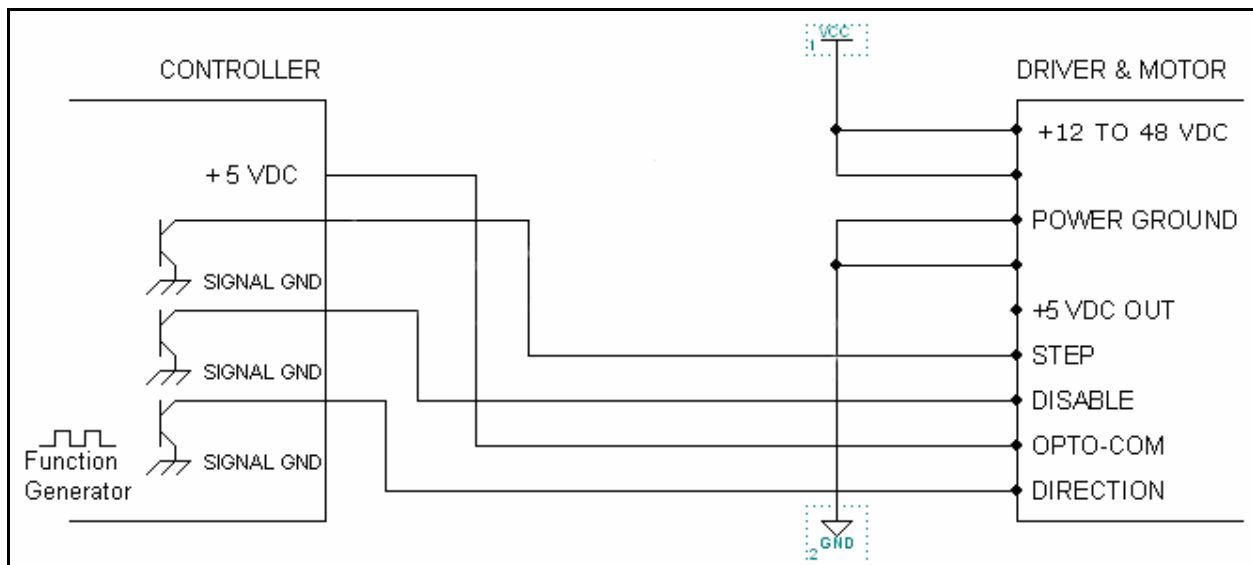 VCC
1
CONTROLLER
DRIVER & MOTOR
+12 TO 48 VDC
+5 VDC
POWER GROUND
SIGNAL GND
+5 VDC OUT
STEP
SIGNAL GND
DISABLE
OPTO-COM
Function
Generator
SIGNAL GND
DIRECTION
GND
2